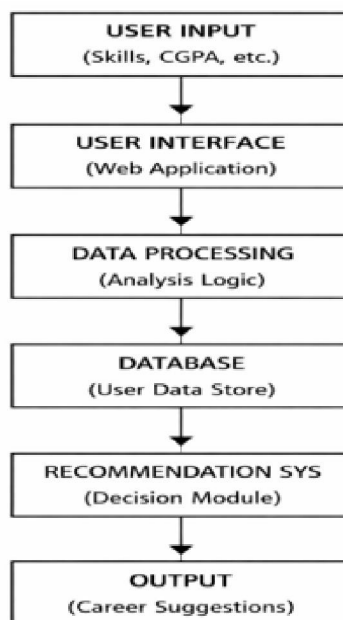 USER INPUT
(Skills, CGPA, etc.)
USER INTERFACE
(Web Application)
DATA PROCESSING
(Analysis Logic)
DATABASE
(User Data Store)
RECOMMENDATION SYS
(Decision Module)
OUTPUT
(Career Suggestions)